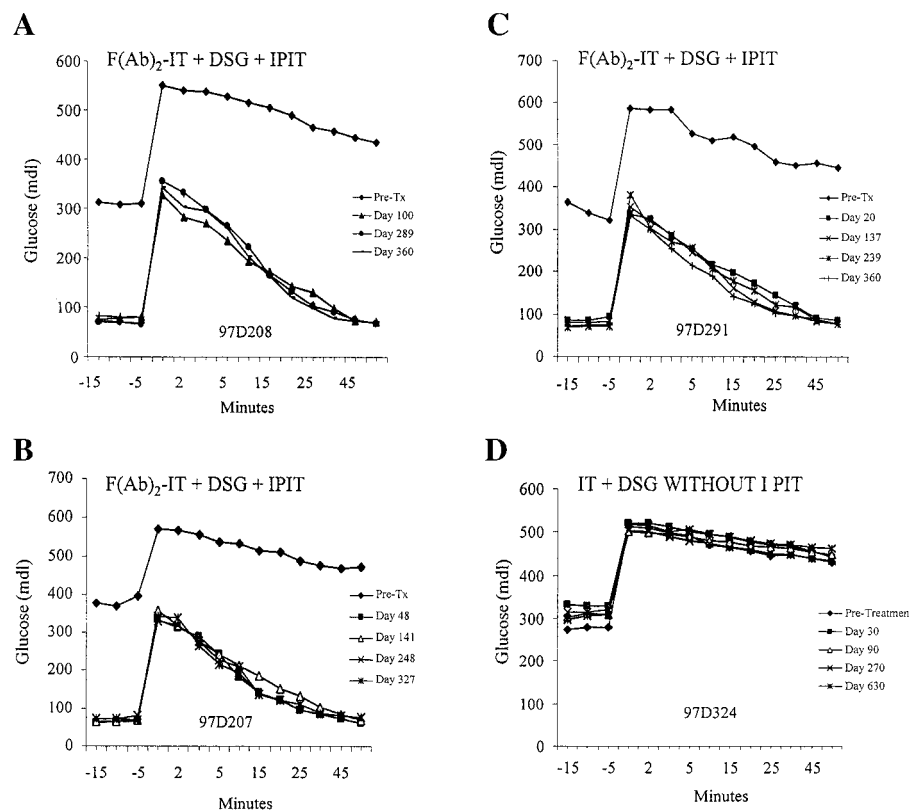 A
F(Ab)2-IT + DSG + IPIT
600
500
400
300
200
100
0
Glucose (mdl)
Pre-Tx
Day 100
Day 289
Day 360
97D208
-15 -5 2 5 15 25 45
Minutes
B
F(Ab)2-IT + DSG + IPIT
700
600
500
400
300
200
100
0
Glucose (mdl)
Pre-Tx
Day 48
Day 141
Day 248
Day 327
97D207
-15 -5 2 5 15 25 45
Minutes
C
F(Ab)2-IT + DSG + IPIT
700
600
500
400
300
200
100
0
Glucose (mdl)
Pre-Tx
Day 20
Day 137
Day 239
Day 360
97D291
-15 -5 2 5 15 25 45
Minutes
D
IT + DSG WITHOUT I PIT
700
600
500
400
300
200
100
0
Glucose (mdl)
Pre-Treatmen
Day 30
Day 90
Day 270
Day 630
97D324
-15 -5 2 5 15 25 45
Minutes